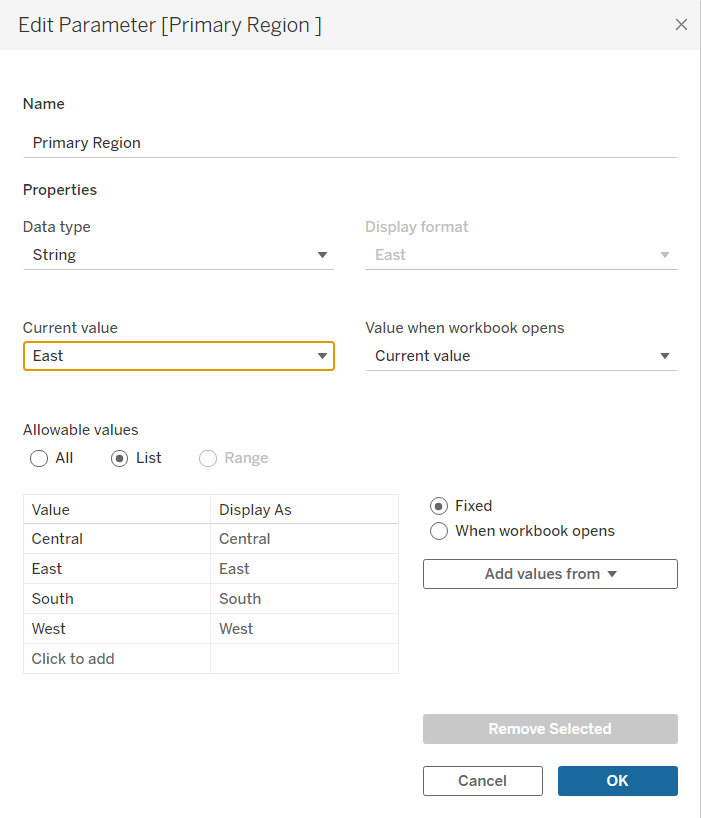 Edit Parameter [Primary Region ]
Name
Primary Region
Properties
Data type
Display format
String
East
Current value
Value when workbook opens
East
Current value
Allowable values
All
List
Range
Value
Display As
Central
Central
East
East
South
South
West
West
Click to add
Fixed
When workbook opens
Add values from
Remove Selected
Cancel
OK